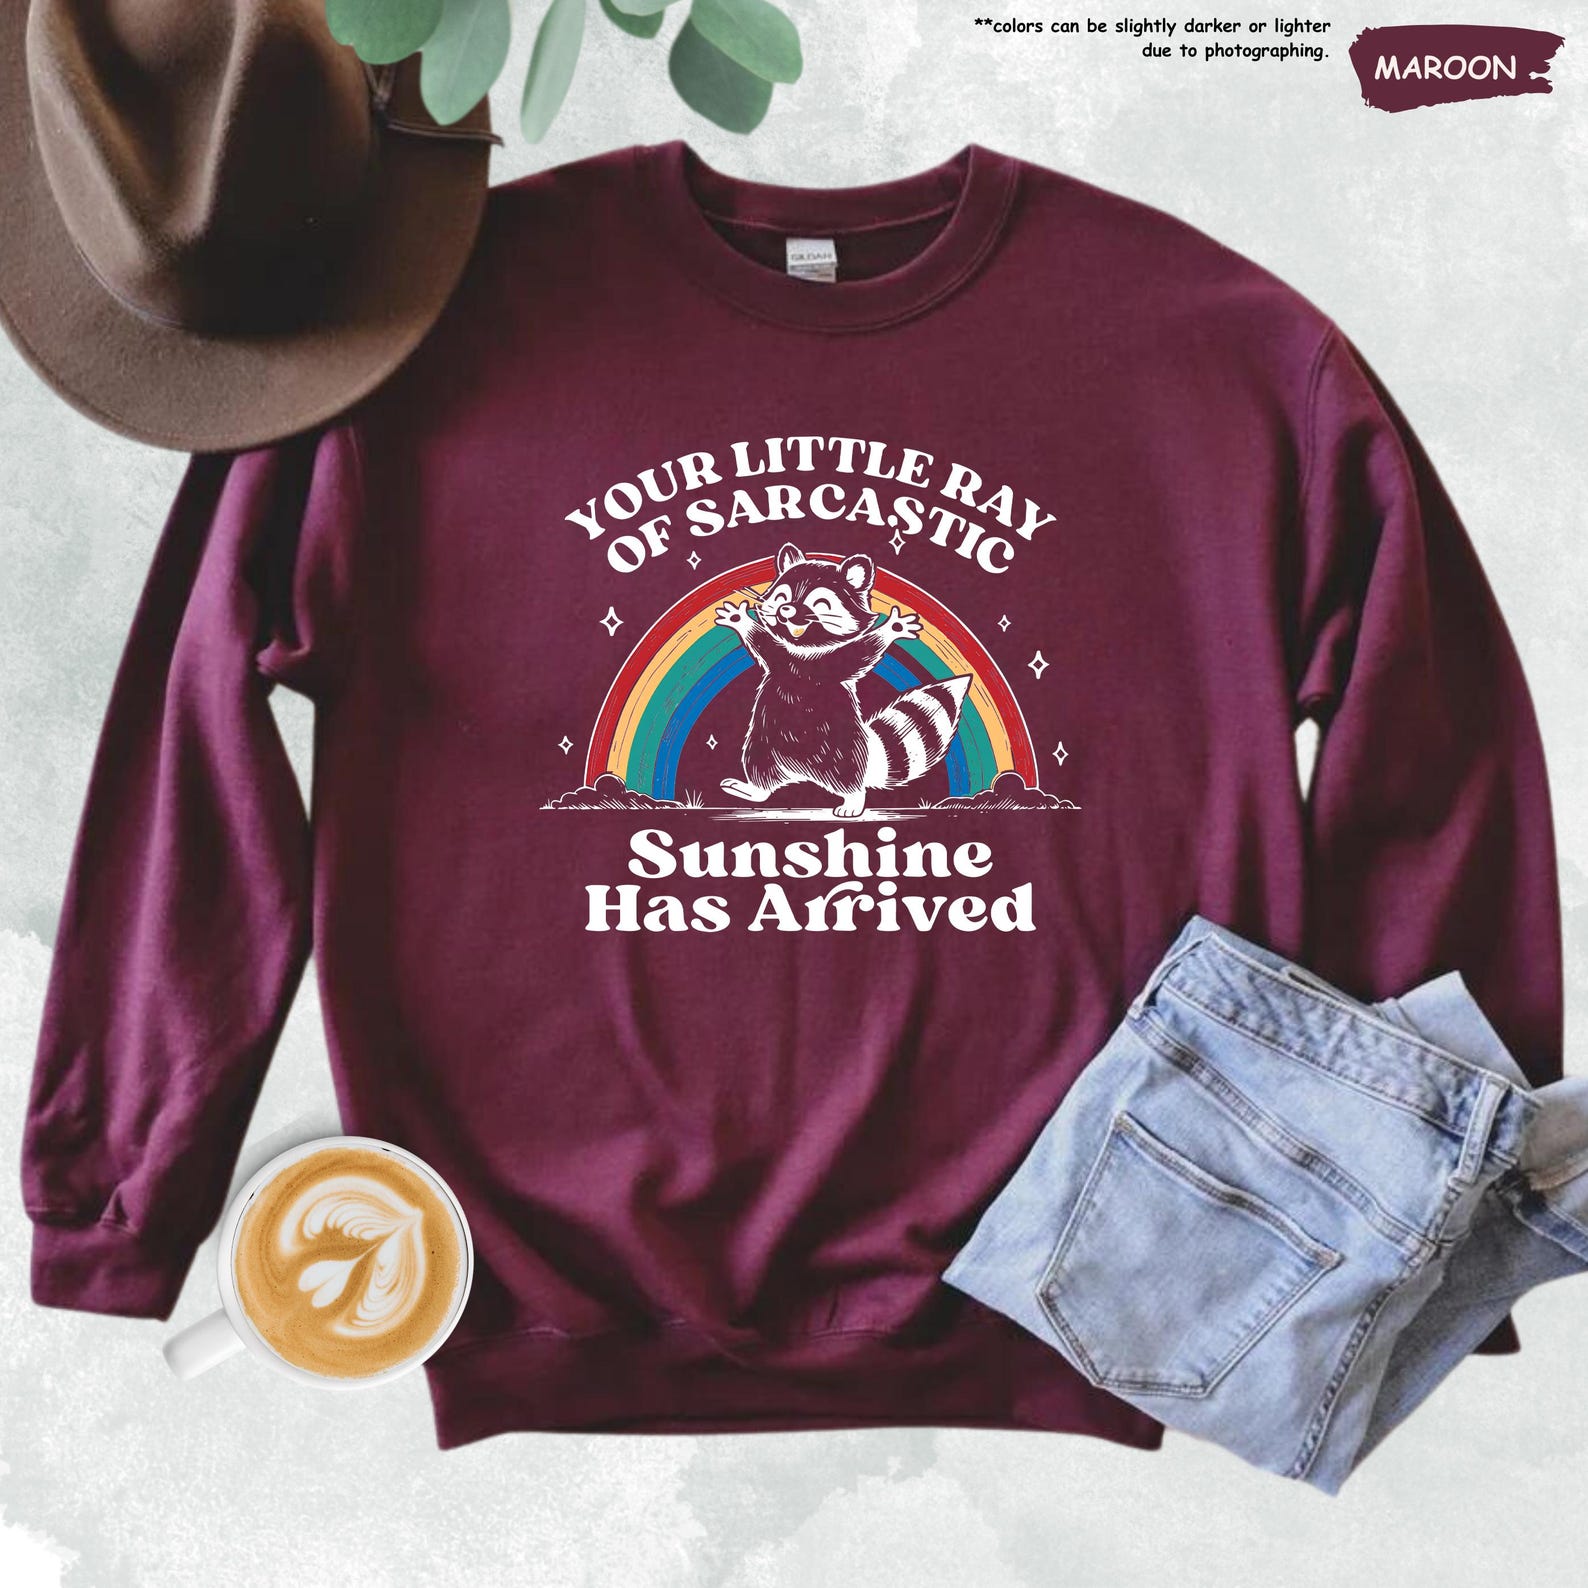 **colors can be slightly darker or lighter
due to photographing.
MAROON
GILDAN
YOUR LITTLE RAY
OF SARCASTIC
Sunshine
Has Arrived